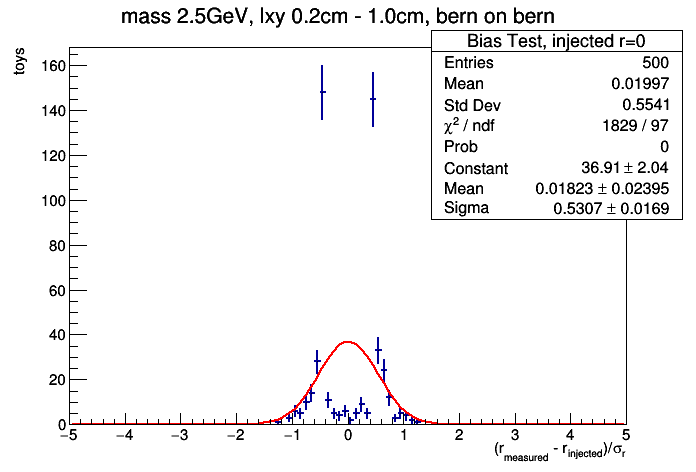 mass 2.5GeV, lxy 0.2cm - 1.0cm, bern on bern
Bias Test, injected r=0
Entries 500
Mean 0.01997
Std Dev 0.5541
χ² / ndf 1829 / 97
Prob 0
Constant 36.91 ± 2.04
Mean 0.01823 ± 0.02395
Sigma 0.5307 ± 0.0169
toys
160
140
120
100
80
60
40
20
0
−5 −4 −3 −2 −1 0 1 2 3 4 5
(r_measured - r_injected)/σ_r